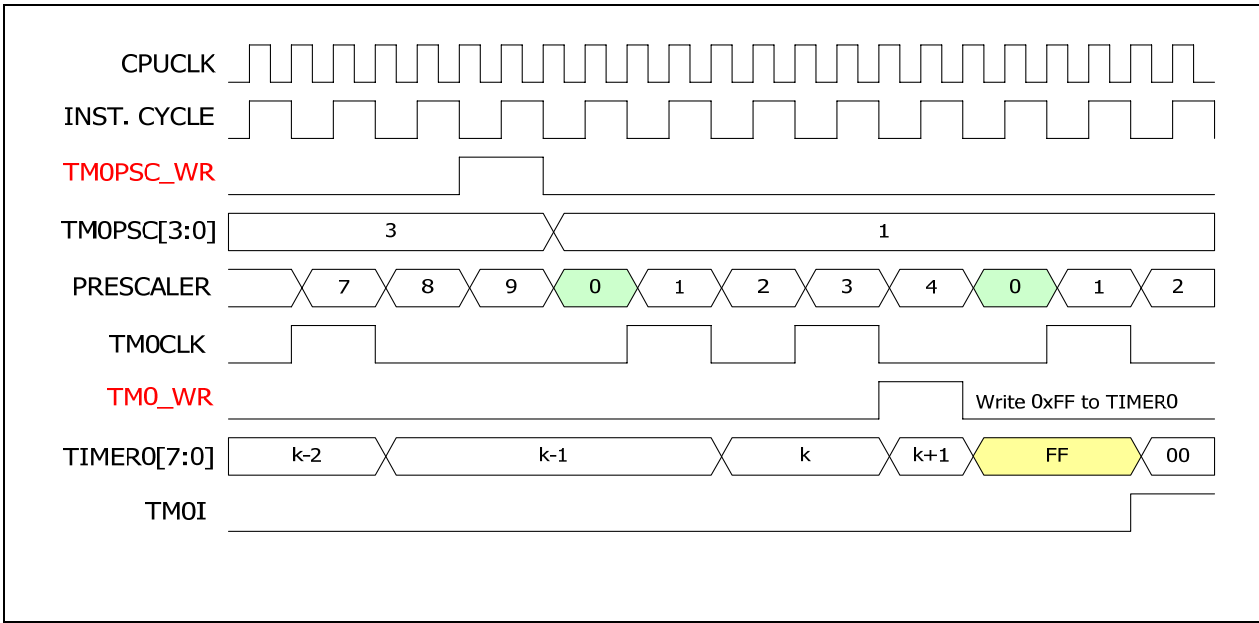 CPUCLK
INST. CYCLE
TM0PSC_WR
TM0PSC[3:0] 3 1
PRESCALER 7 8 9 0 1 2 3 4 0 1 2
TM0CLK
TM0_WR Write 0xFF to TIMER0
TIMER0[7:0] k-2 k-1 k k+1 FF 00
TM0I